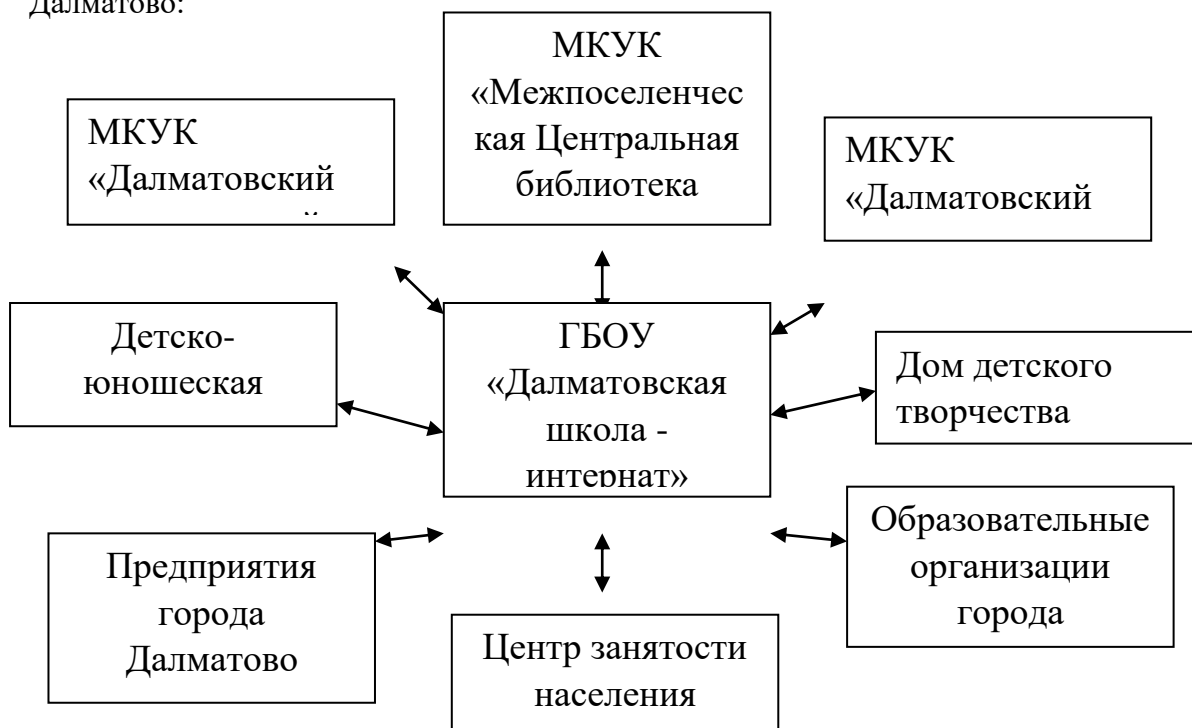 Далматово:
МКУК
«Межпоселенчес
кая Центральная
библиотека
МКУК
«Далматовский
МКУК
«Далматовский
Детско-
юношеская
ГБОУ
«Далматовская
школа -
интернат»
Дом детского
творчества
Предприятия
города
Далматово
Центр занятости
населения
Образовательные
организации
города